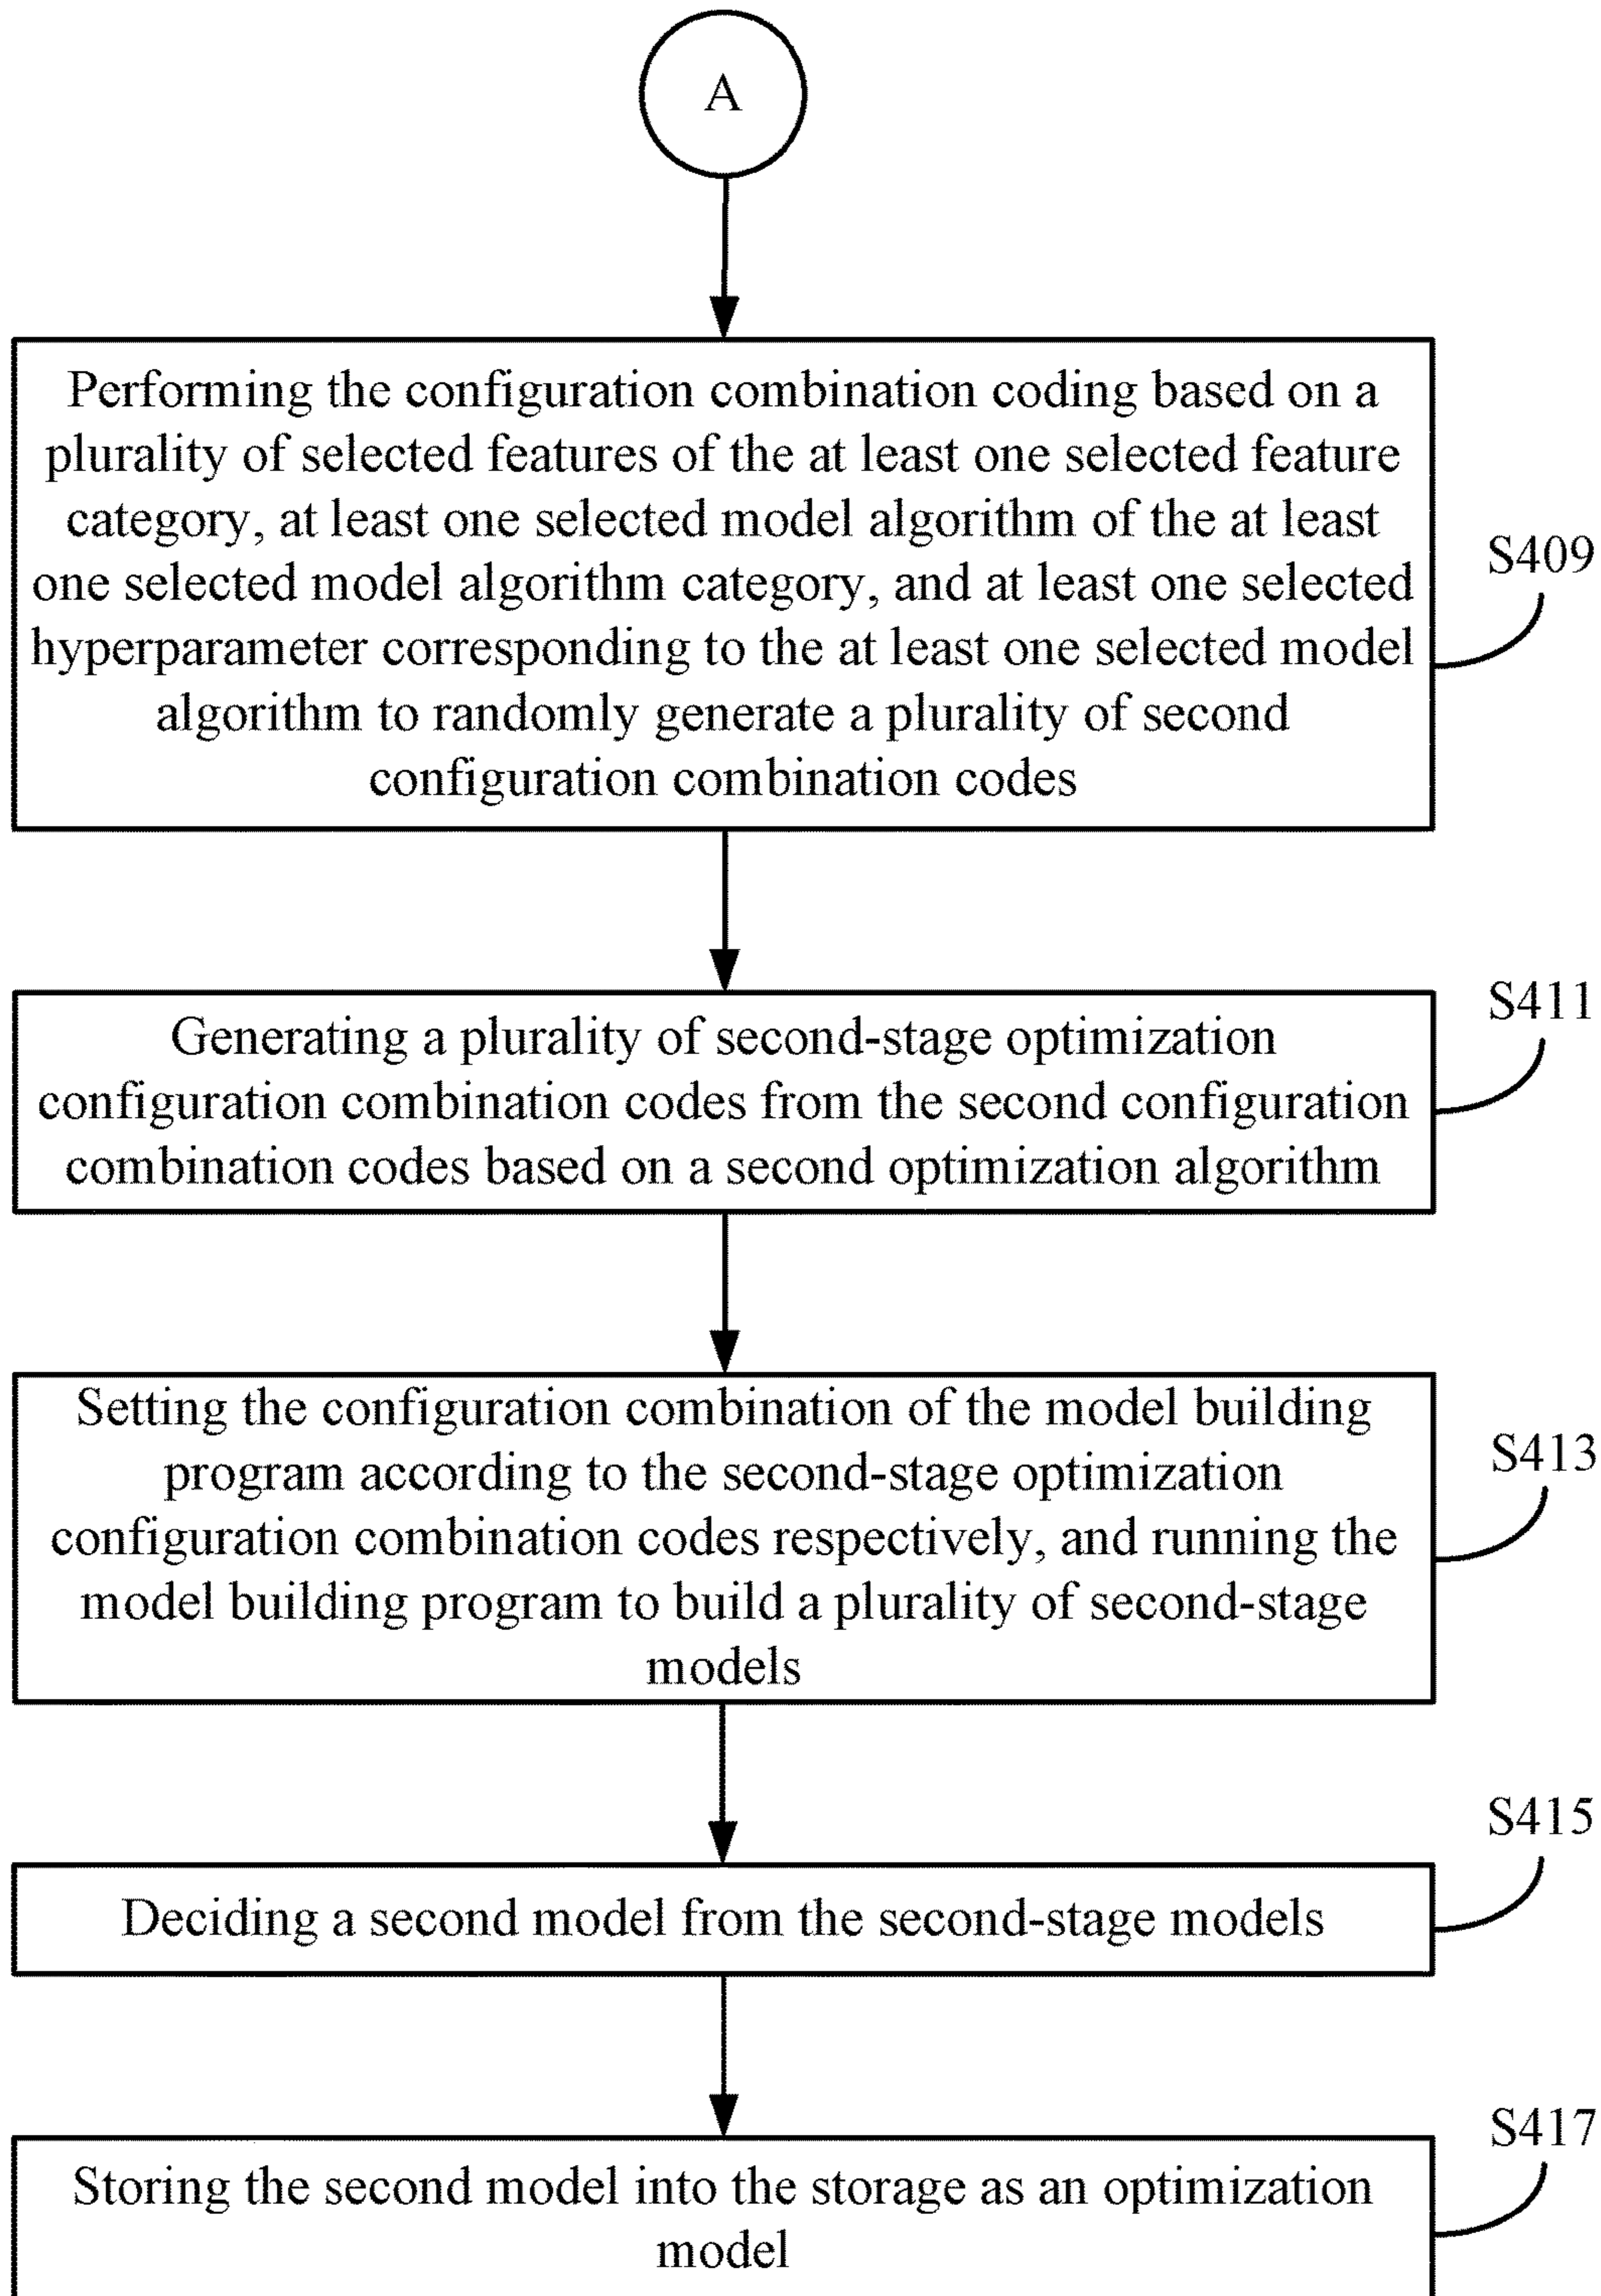 A
Performing the configuration combination coding based on a
plurality of selected features of the at least one selected feature
category, at least one selected model algorithm of the at least
one selected model algorithm category, and at least one selected
hyperparameter corresponding to the at least one selected model
algorithm to randomly generate a plurality of second
configuration combination codes
S409
Generating a plurality of second-stage optimization
configuration combination codes from the second configuration
combination codes based on a second optimization algorithm
S411
Setting the configuration combination of the model building
program according to the second-stage optimization
configuration combination codes respectively, and running the
model building program to build a plurality of second-stage
models
S413
Deciding a second model from the second-stage models
S415
Storing the second model into the storage as an optimization
model
S417